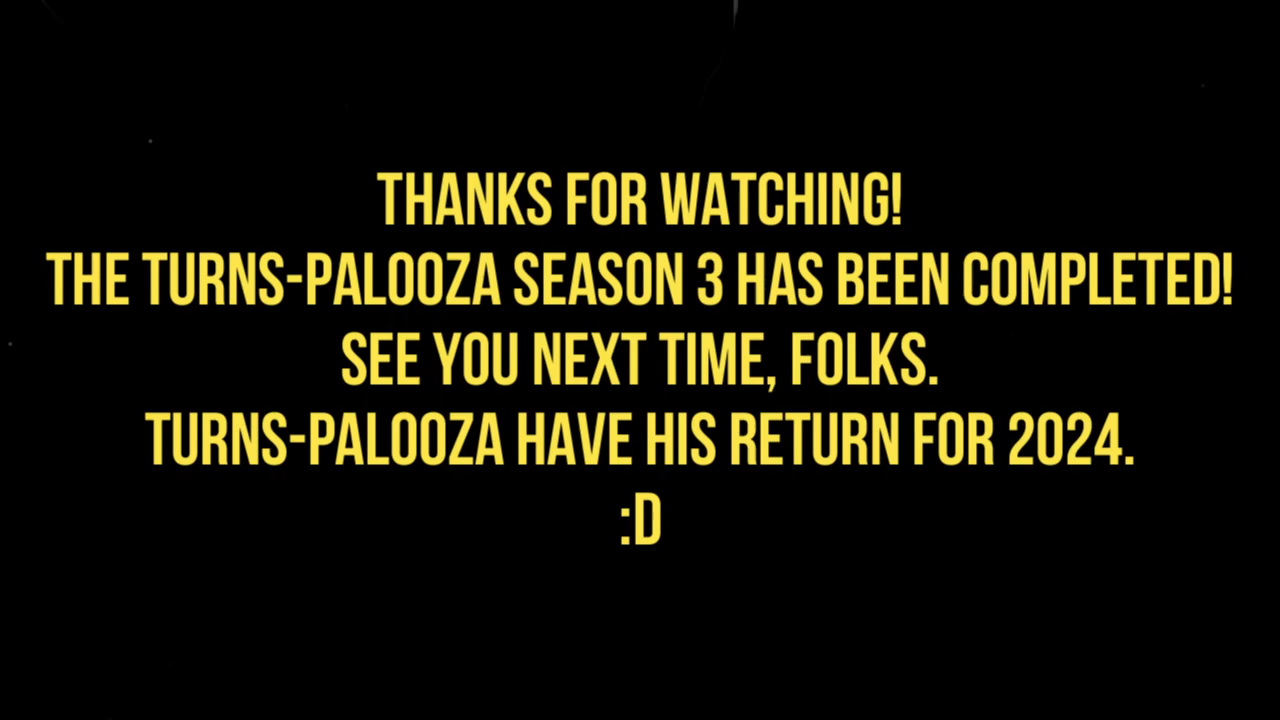 THANKS FOR WATCHING!
THE TURNS-PALOOZA SEASON 3 HAS BEEN COMPLETED!
SEE YOU NEXT TIME, FOLKS.
TURNS-PALOOZA HAVE HIS RETURN FOR 2024.
:D